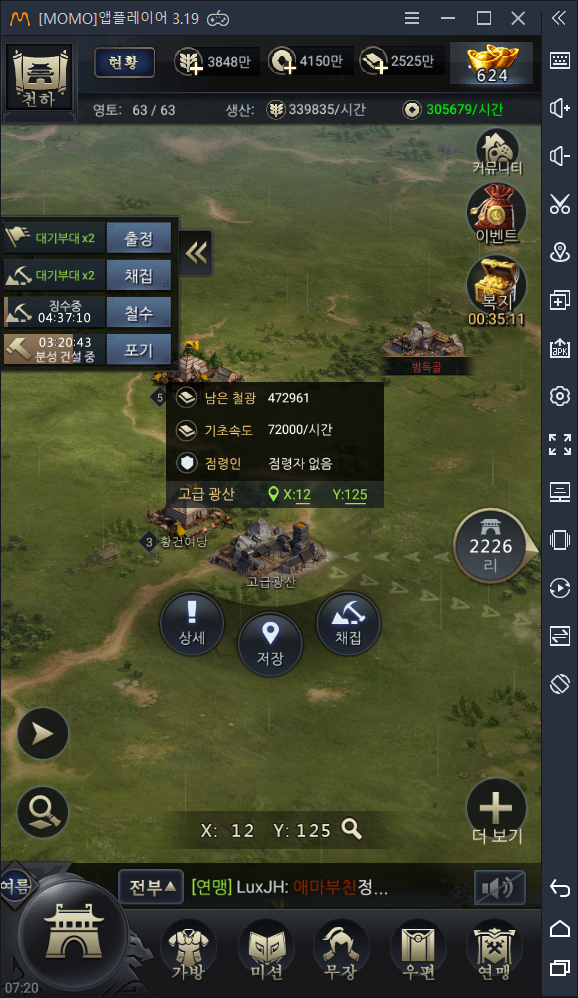 [MOMO]앱플레이어 3.19
천하
현황
3848만
4150만
2525만
624
영토: 63 / 63
생산: 339835/시간
305679/시간
커뮤니티
이벤트
복지
00:35:11
대기부대 x2 출정
대기부대 x2 채집
징수중
04:37:10
철수
03:20:43
분성 건설 중
포기
범독골
5
남은 철광 472961
기초속도 72000/시간
점령인 점령자 없음
고급 광산 X:12 Y:125
3 황건여당
고급광산
2226
리
상세
저장
채집
X: 12 Y: 125
더 보기
여름
전부
[연맹] LuxJH: 애마부친정...
가방
미션
무장
우편
연맹
07:20
APK